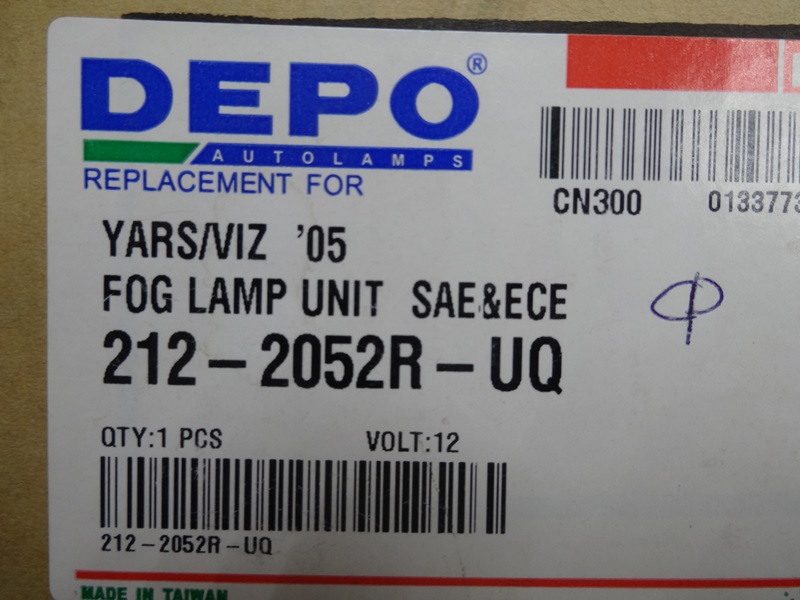 DEPO®
AUTOLAMPS
REPLACEMENT FOR
CN300 0133773
YARS/VIZ '05
FOG LAMP UNIT SAE&ECE
212-2052R-UQ
QTY:1 PCS VOLT:12
212-2052R-UQ
MADE IN TAIWAN